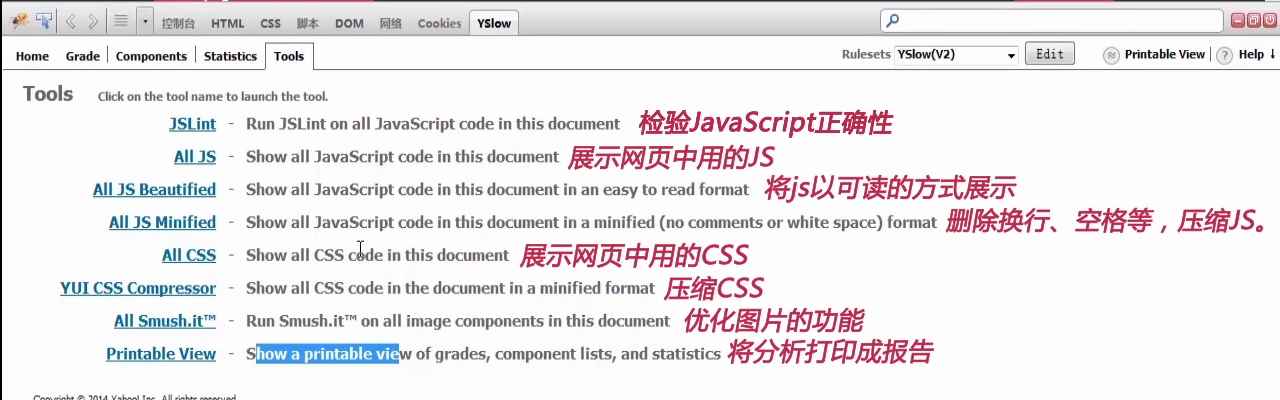 控制台 HTML CSS 脚本 DOM 网络 Cookies YSlow
Home Grade Components Statistics Tools Rulesets YSlow(V2) Edit Printable View ? Help ↓
Tools Click on the tool name to launch the tool.
JSLint - Run JSLint on all JavaScript code in this document 检验JavaScript正确性
All JS - Show all JavaScript code in this document 展示网页中用的JS
All JS Beautified - Show all JavaScript code in this document in an easy to read format 将js以可读的方式展示
All JS Minified - Show all JavaScript code in this document in a minified (no comments or white space) format 删除换行、空格等，压缩JS。
All CSS - Show all CSS code in this document 展示网页中用的CSS
YUI CSS Compressor - Show all CSS code in the document in a minified format 压缩CSS
All Smush.it™ - Run Smush.it™ on all image components in this document 优化图片的功能
Printable View - Show a printable view of grades, component lists, and statistics 将分析打印成报告
Copyright © 2014 Yahoo! Inc. All rights reserved.